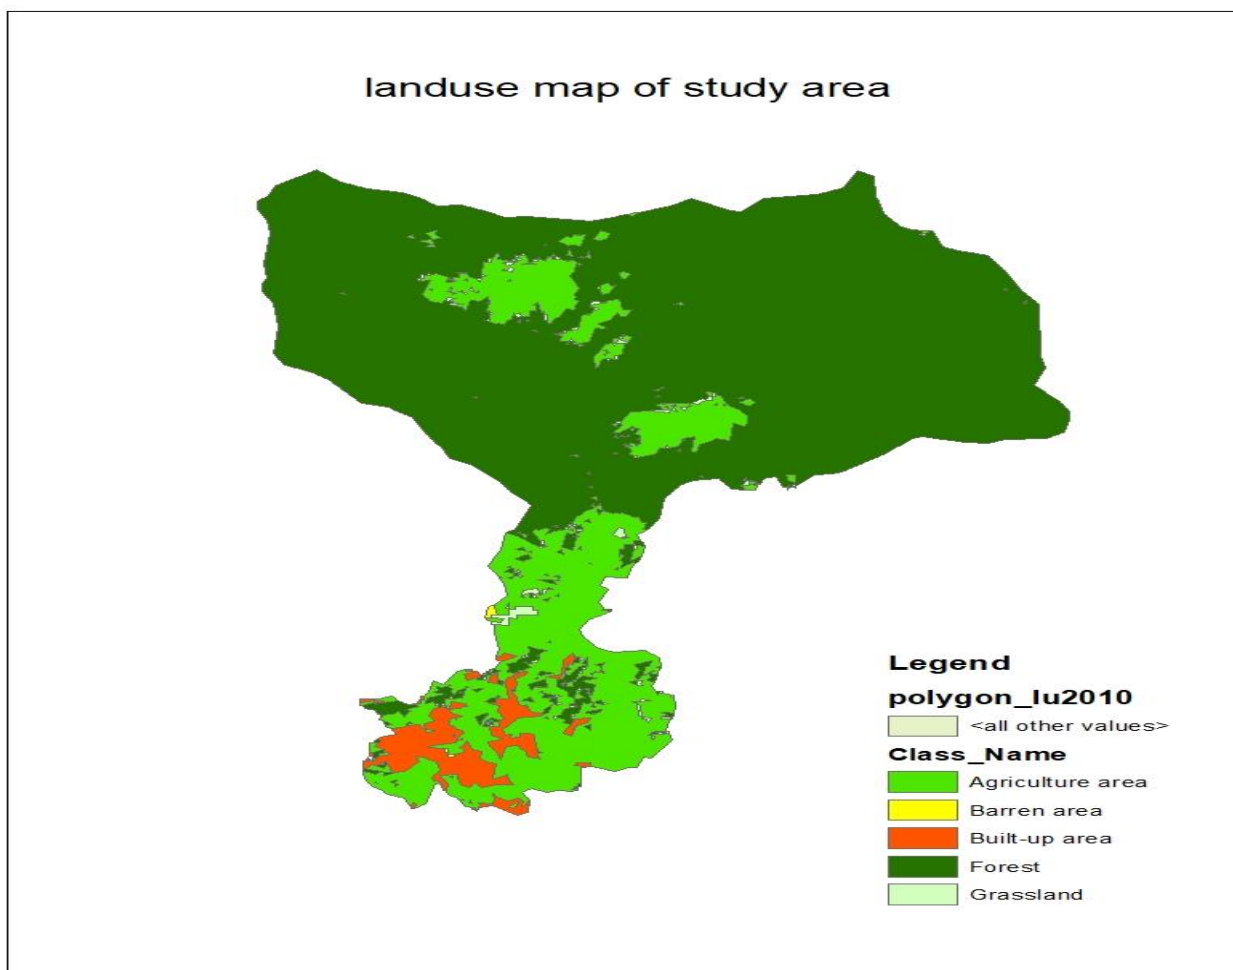 landuse map of study area
Legend
polygon_lu2010
<all other values>
Class_Name
Agriculture area
Barren area
Built-up area
Forest
Grassland